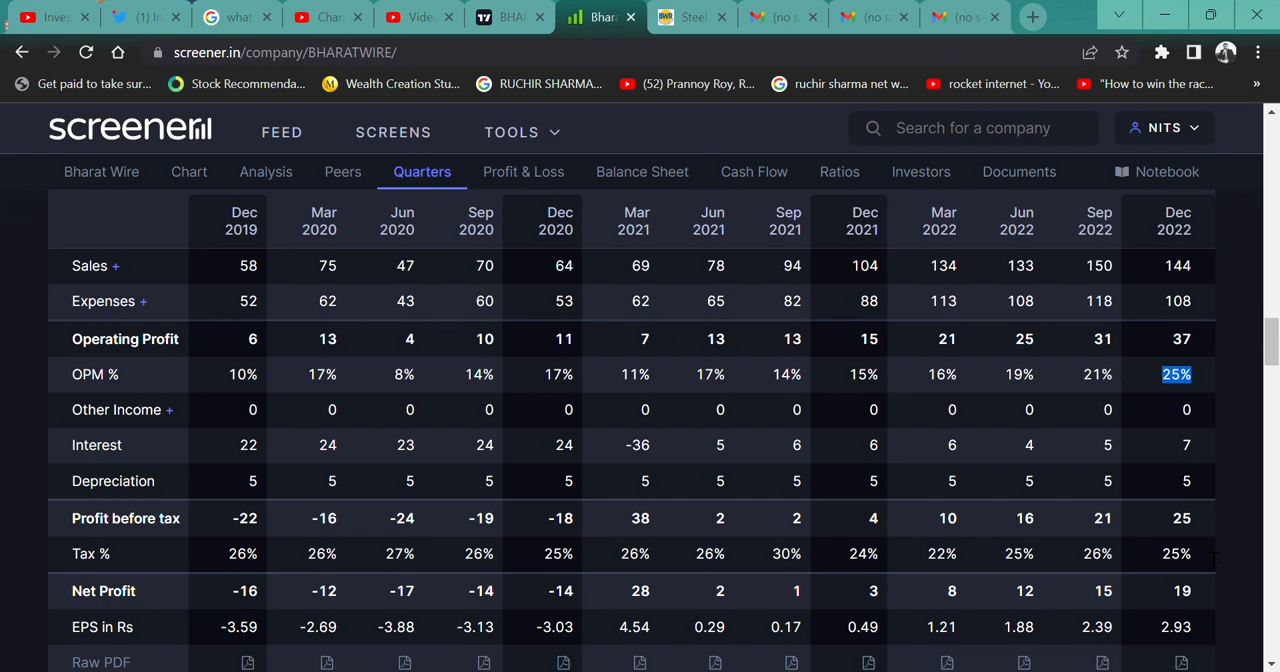 Inves
(1) In
what
Chan
Vide
BHAI
Bhara
BWR
Steel
(no s
(no s
(no s
screener.in/company/BHARATWIRE/
Get paid to take sur...
Stock Recommenda...
Wealth Creation Stu...
RUCHIR SHARMA...
(52) Prannoy Roy, R...
ruchir sharma net w...
rocket internet - Yo...
"How to win the rac...
»
screener
FEED
SCREENS
TOOLS
Search for a company
NITS
Bharat Wire Chart Analysis Peers Quarters Profit & Loss Balance Sheet Cash Flow Ratios Investors Documents Notebook
Dec Mar Jun Sep Dec Mar Jun Sep Dec Mar Jun Sep Dec
2019 2020 2020 2020 2020 2021 2021 2021 2021 2022 2022 2022 2022
Sales + 58 75 47 70 64 69 78 94 104 134 133 150 144
Expenses + 52 62 43 60 53 62 65 82 88 113 108 118 108
Operating Profit 6 13 4 10 11 7 13 13 15 21 25 31 37
OPM % 10% 17% 8% 14% 17% 11% 17% 14% 15% 16% 19% 21% 25%
Other Income + 0 0 0 0 0 0 0 0 0 0 0 0 0
Interest 22 24 23 24 24 -36 5 6 6 6 4 5 7
Depreciation 5 5 5 5 5 5 5 5 5 5 5 5 5
Profit before tax -22 -16 -24 -19 -18 38 2 2 4 10 16 21 25
Tax % 26% 26% 27% 26% 25% 26% 26% 30% 24% 22% 25% 26% 25%
Net Profit -16 -12 -17 -14 -14 28 2 1 3 8 12 15 19
EPS in Rs -3.59 -2.69 -3.88 -3.13 -3.03 4.54 0.29 0.17 0.49 1.21 1.88 2.39 2.93
Raw PDF